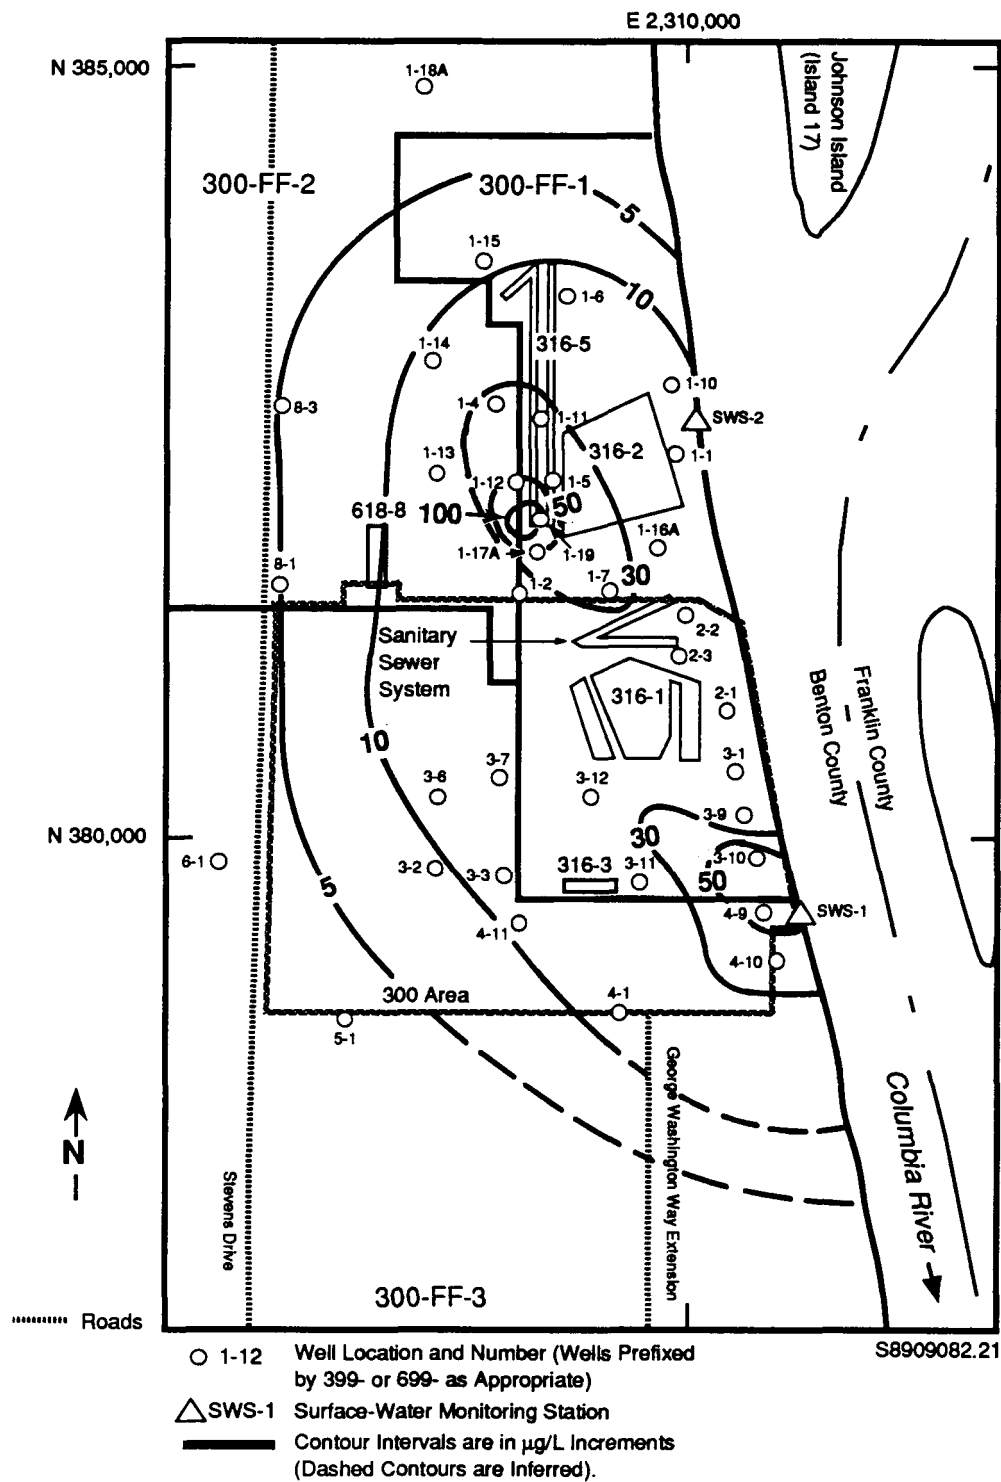 E 2,310,000
N 385,000
1-18A
Johnson Island
(Island 17)
300-FF-2
300-FF-1
5
1-15
10
1-6
316-5
1-14
1-10
8-3
1-4
1-11
SWS-2
316-2
1-1
1-13
1-12
1-5
50
618-8
100
1-16A
1-17A
1-19
8-1
1-2
1-7
30
2-2
Sanitary
Sewer
System
2-3
316-1
2-1
Franklin County
Benton County
10
3-7
3-1
3-6
3-12
3-9
N 380,000
30
6-1
3-10
3-2
3-3
316-3
3-11
50
5
4-9
SWS-1
4-11
4-10
300 Area
4-1
5-1
George Washington Way Extension
Columbia River
N
Stevens Drive
300-FF-3
Roads
S8909082.21
1-12 Well Location and Number (Wells Prefixed
by 399- or 699- as Appropriate)
SWS-1 Surface-Water Monitoring Station
Contour Intervals are in µg/L Increments
(Dashed Contours are Inferred).